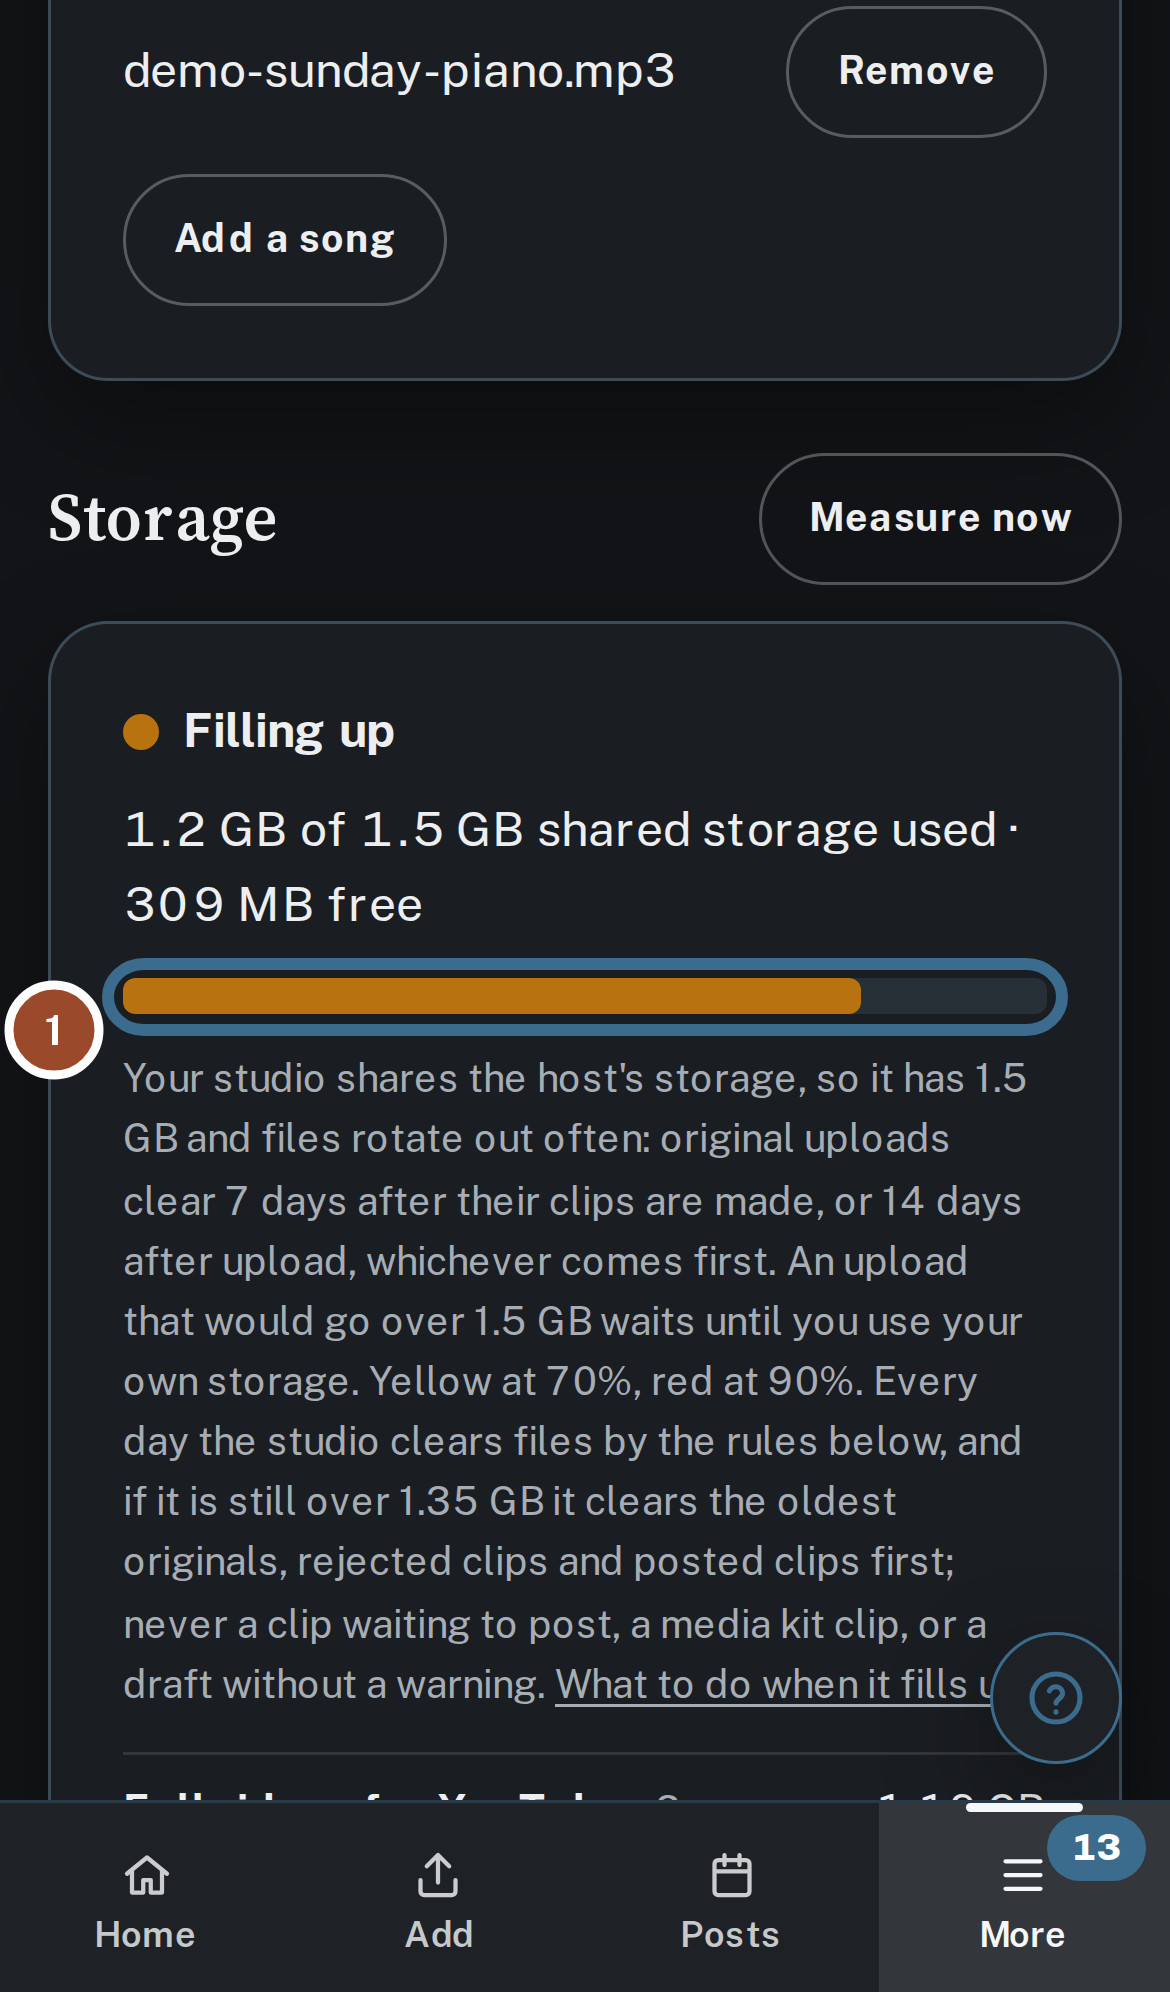 demo-sunday-piano.mp3
Remove
Add a song
Storage
Measure now
Filling up
1.2 GB of 1.5 GB shared storage used ·
309 MB free
1
Your studio shares the host's storage, so it has 1.5
GB and files rotate out often: original uploads
clear 7 days after their clips are made, or 14 days
after upload, whichever comes first. An upload
that would go over 1.5 GB waits until you use your
own storage. Yellow at 70%, red at 90%. Every
day the studio clears files by the rules below, and
if it is still over 1.35 GB it clears the oldest
originals, rejected clips and posted clips first;
never a clip waiting to post, a media kit clip, or a
draft without a warning. What to do when it fills
13
Home
Add
Posts
More